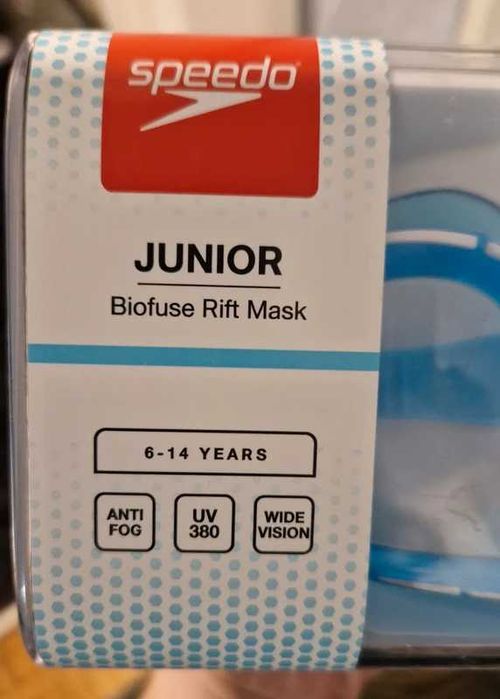 speedo
JUNIOR
Biofuse Rift Mask
6-14 YEARS
ANTI
FOG
UV
380
WIDE
VISION